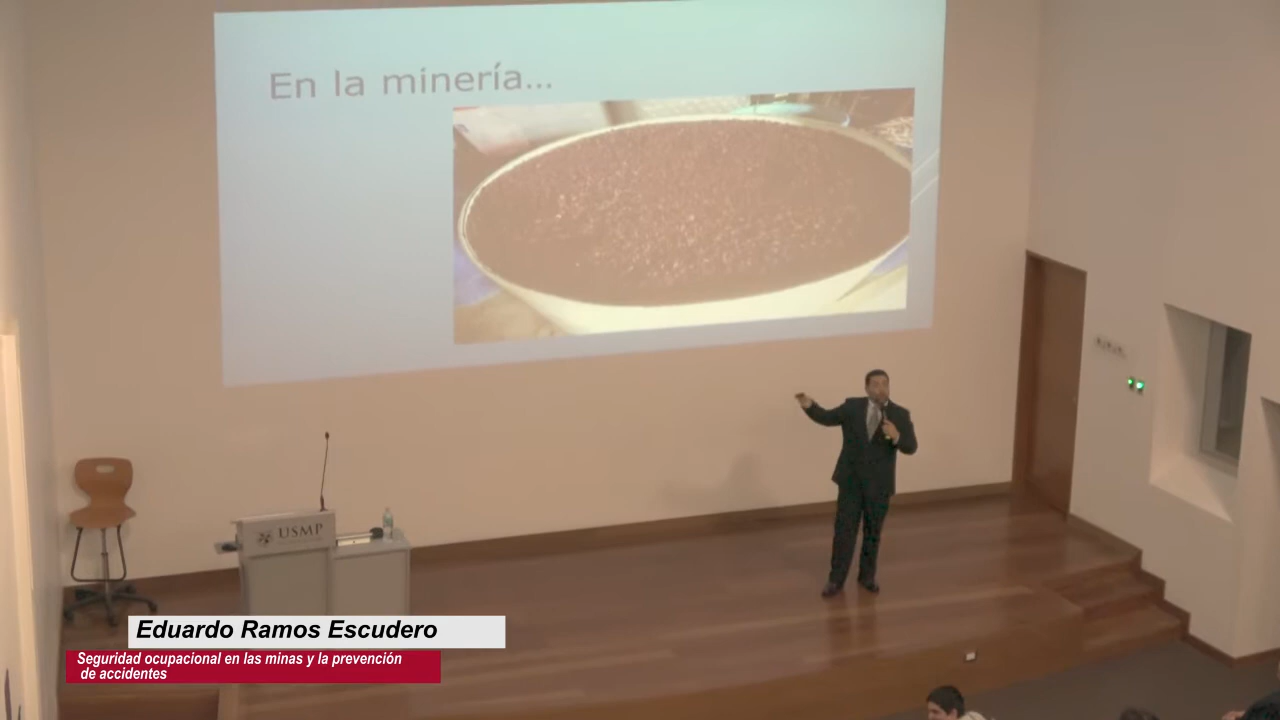 En la minería...
USMP
Eduardo Ramos Escudero
Seguridad ocupacional en las minas y la prevención
de accidentes